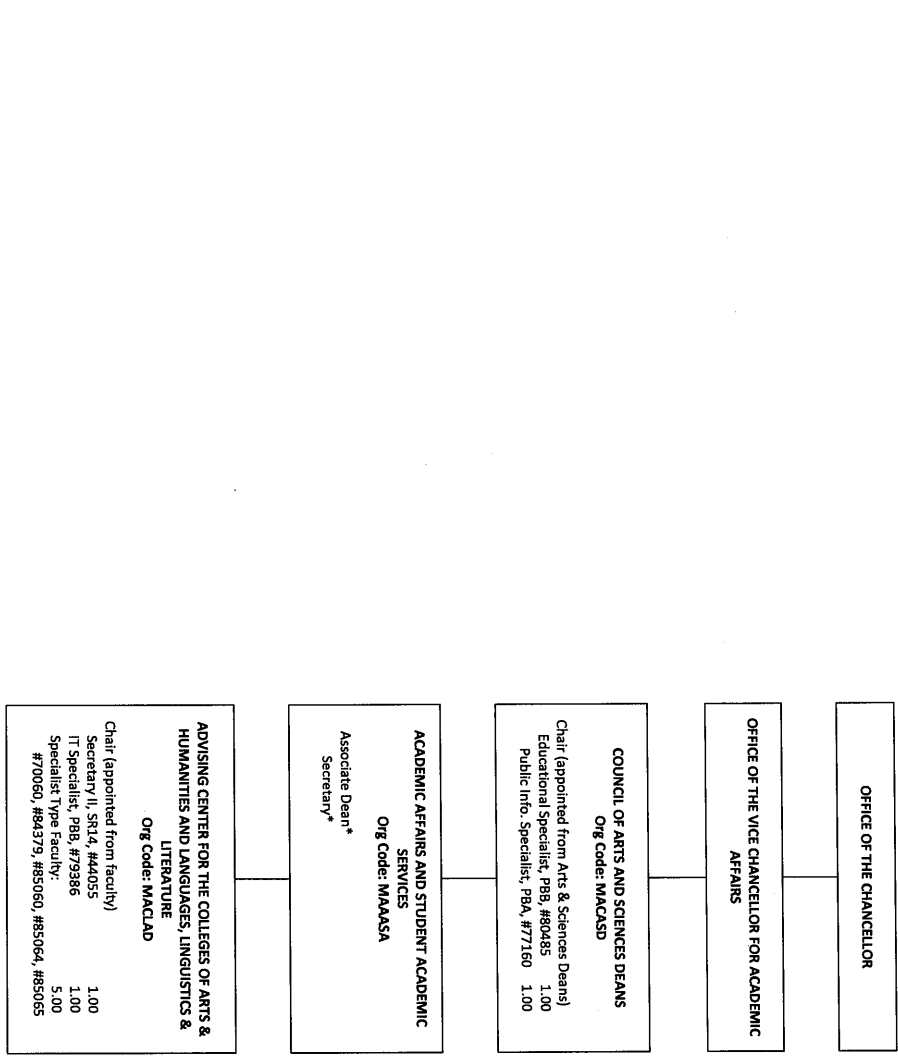 OFFICE OF THE CHANCELLOR
OFFICE OF THE VICE CHANCELLOR FOR ACADEMIC
AFFAIRS
COUNCIL OF ARTS AND SCIENCES DEANS
Org Code: MACASD
Chair (appointed from Arts & Sciences Deans)
Educational Specialist, PBB, #80485 1.00
Public Info. Specialist, PBA, #77160 1.00
ACADEMIC AFFAIRS AND STUDENT ACADEMIC
SERVICES
Org Code: MAAASA
Associate Dean*
Secretary*
ADVISING CENTER FOR THE COLLEGES OF ARTS &
HUMANITIES AND LANGUAGES, LINGUISTICS &
LITERATURE
Org Code: MACLAD
Chair (appointed from faculty)
Secretary II, SR14, #44055 1.00
IT Specialist, PBB, #79386 1.00
Specialist Type Faculty: 5.00
#70060, #84379, #85060, #85064, #85065